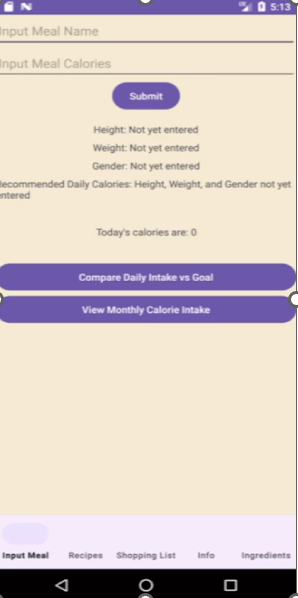 5:13
Input Meal Name
Input Meal Calories
Submit
Height: Not yet entered
Weight: Not yet entered
Gender: Not yet entered
Recommended Daily Calories: Height, Weight, and Gender not yet
entered
Today's calories are: 0
Compare Daily Intake vs Goal
View Monthly Calorie Intake
Input Meal Recipes Shopping List Info Ingredients